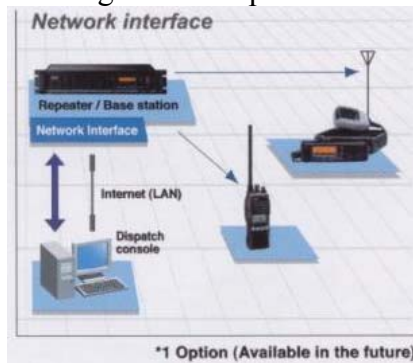 Network interface
Repeater / Base station
Network Interface
Internet (LAN)
Dispatch
console
*1 Option (Available in the future)